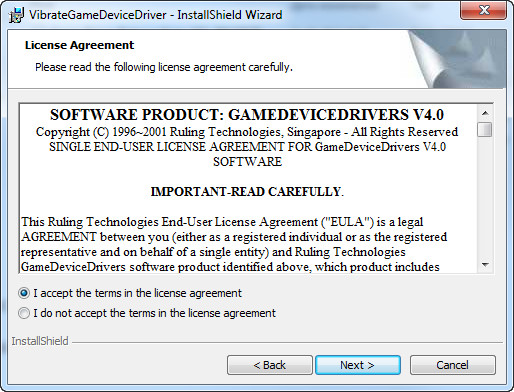 VibrateGameDeviceDriver - InstallShield Wizard
License Agreement
Please read the following license agreement carefully.
SOFTWARE PRODUCT: GAMEDEVICEDRIVERS V4.0
Copyright (C) 1996~2001 Ruling Technologies, Singapore - All Rights Reserved
SINGLE END-USER LICENSE AGREEMENT FOR GameDeviceDrivers V4.0
SOFTWARE
IMPORTANT-READ CAREFULLY.
This Ruling Technologies End-User License Agreement ("EULA") is a legal
AGREEMENT between you (either as a registered individual or as the registered
representative and on behalf of a single entity) and Ruling Technologies
GameDeviceDrivers software product identified above, which product includes
I accept the terms in the license agreement
I do not accept the terms in the license agreement
InstallShield
< Back
Next >
Cancel